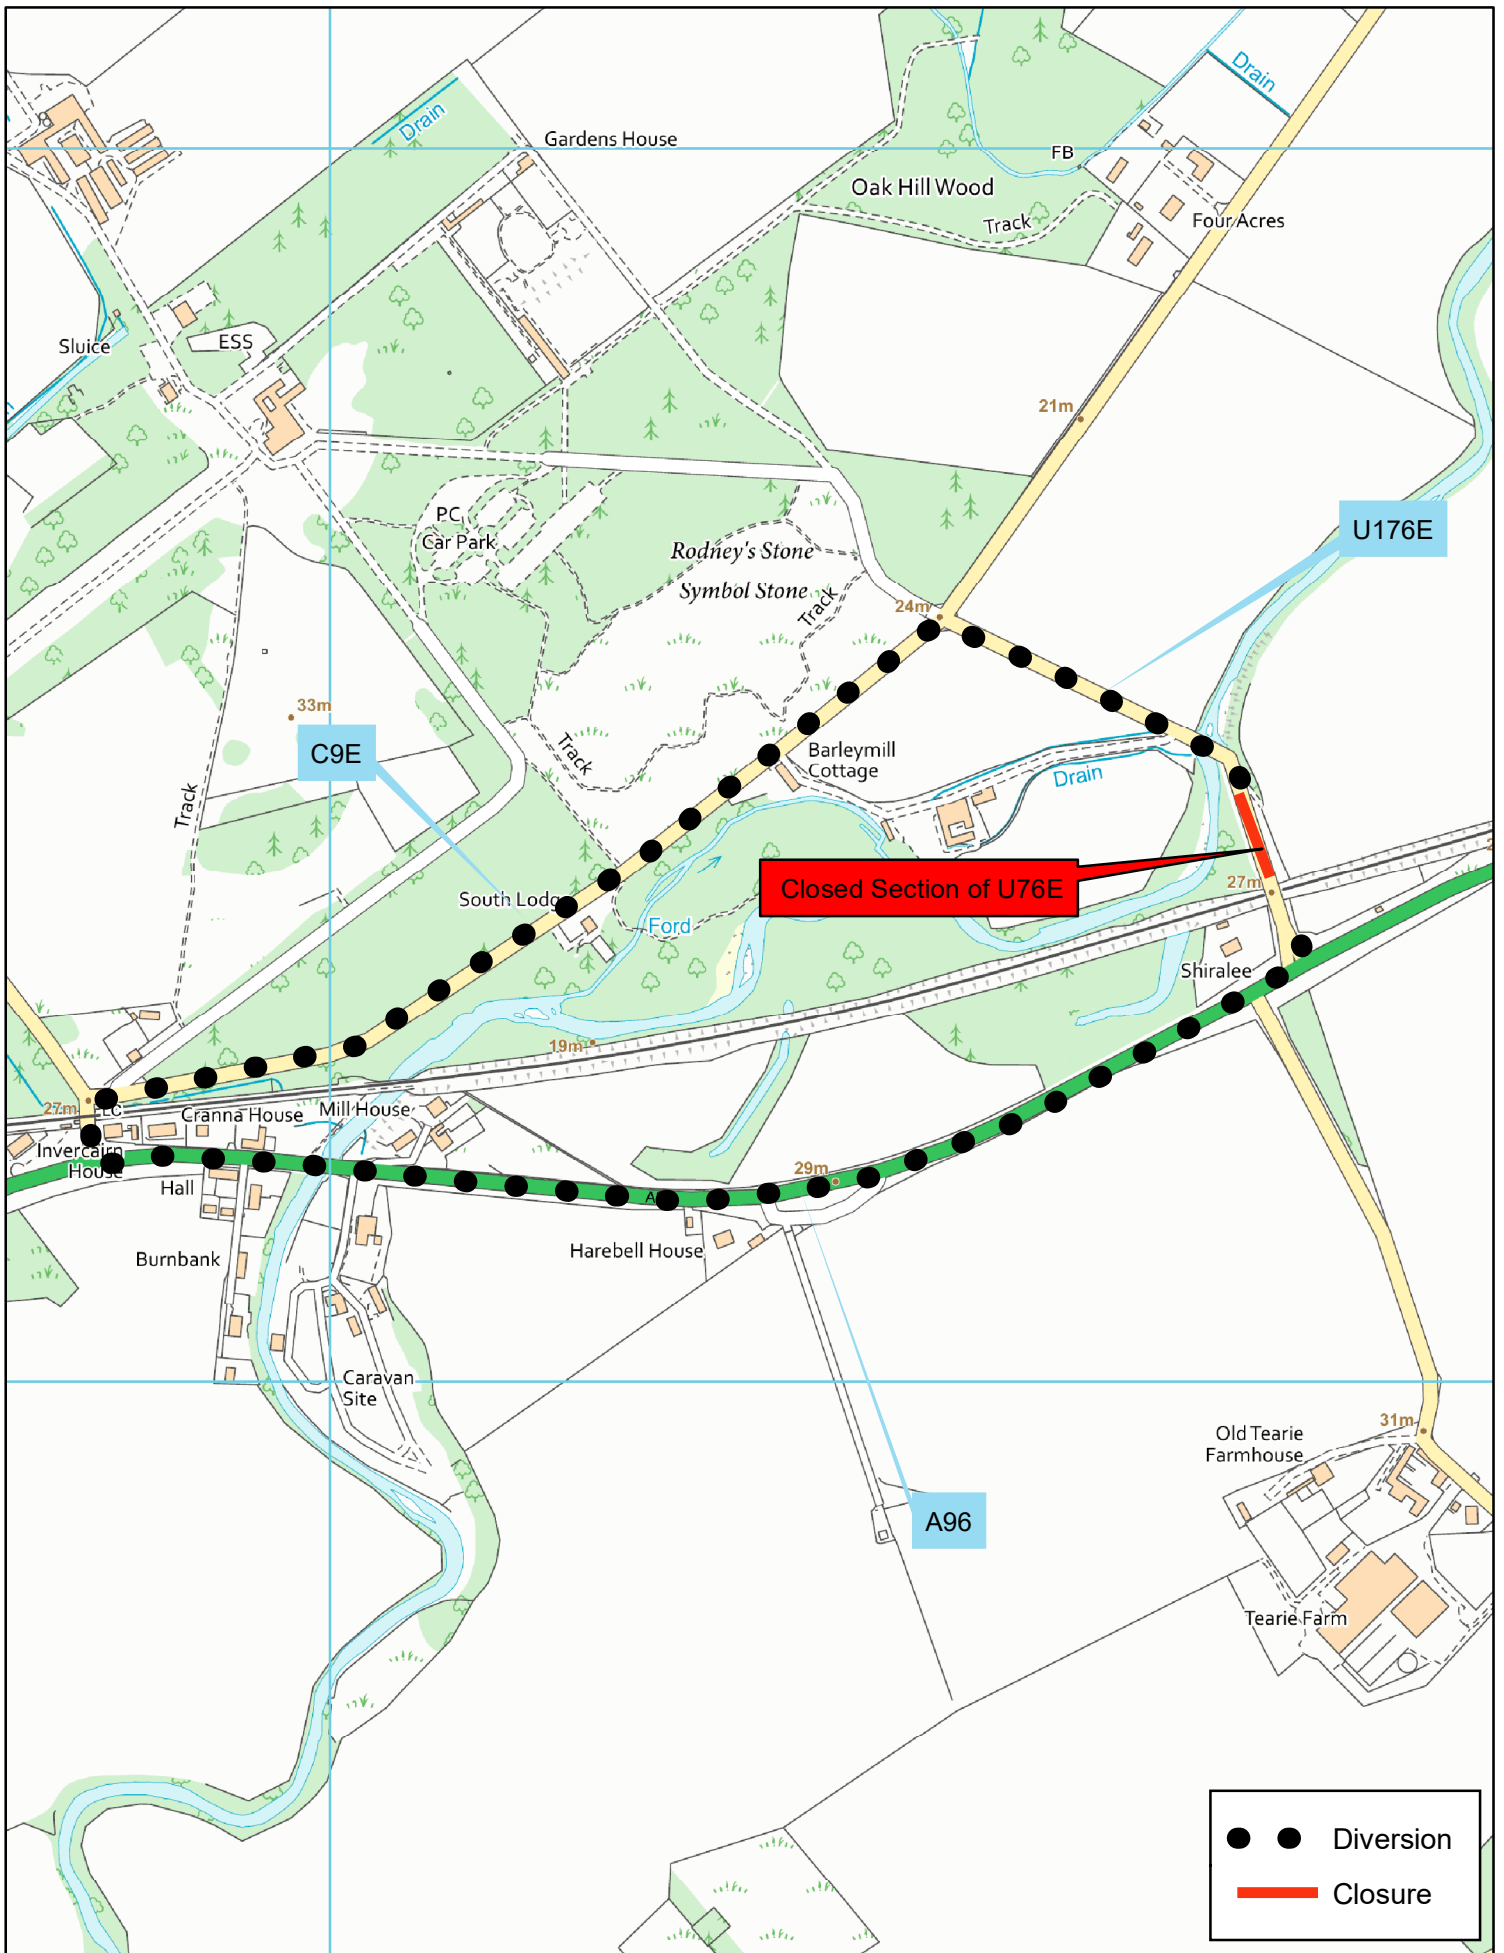 Drain
Drain
Gardens House
FB
Oak Hill Wood
Track
Four Acres
Sluice
ESS
21m
PC
Car Park
U176E
Rodney's Stone
Symbol Stone
Track
24m
33m
C9E
Track
Barleymill
Cottage
Track
Drain
Closed Section of U76E
27m
South Lodg
Ford
Shiralee
19m
27m
LC
Cranna House
Mill House
Invercairn
House
Hall
29m
A
Burnbank
Harebell House
Caravan
Site
31m
Old Tearie
Farmhouse
A96
Tearie Farm
Diversion
Closure